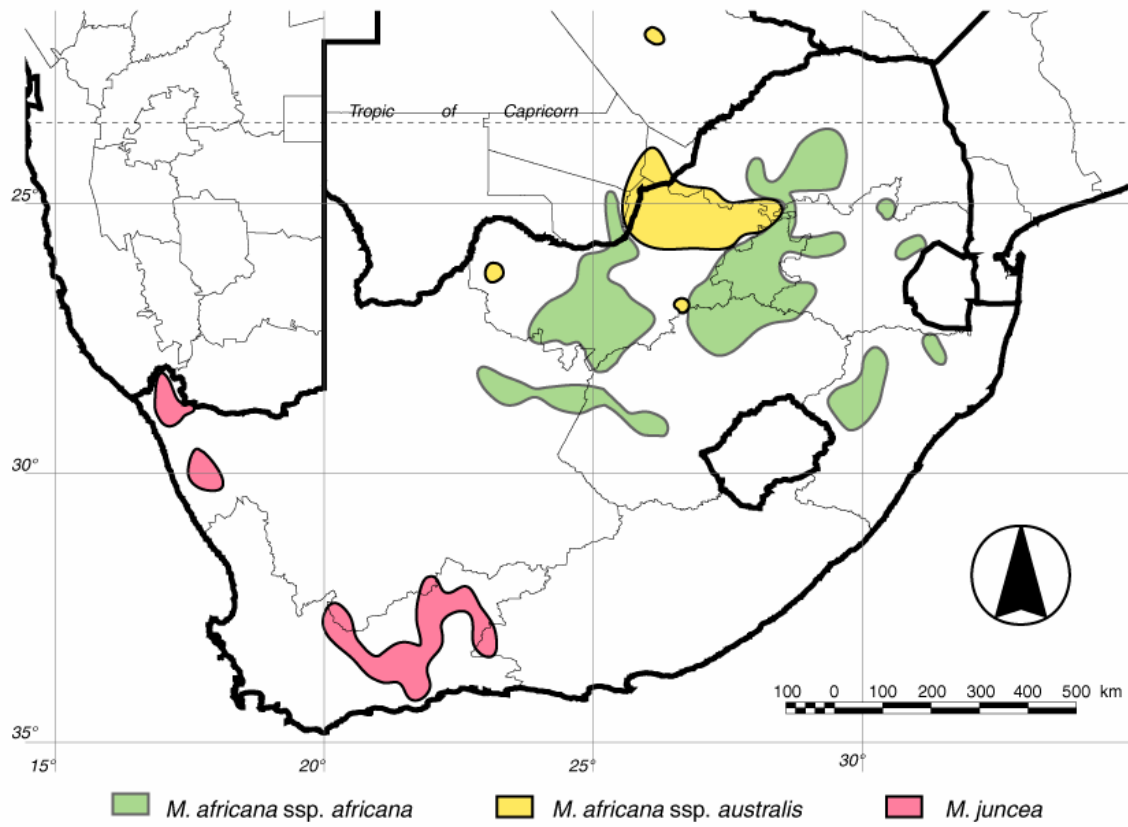 Tropic of Capricorn
25°
30°
35°
15° 20° 25° 30°
100 0 100 200 300 400 500 km
M. africana ssp. africana M. africana ssp. australis M. juncea